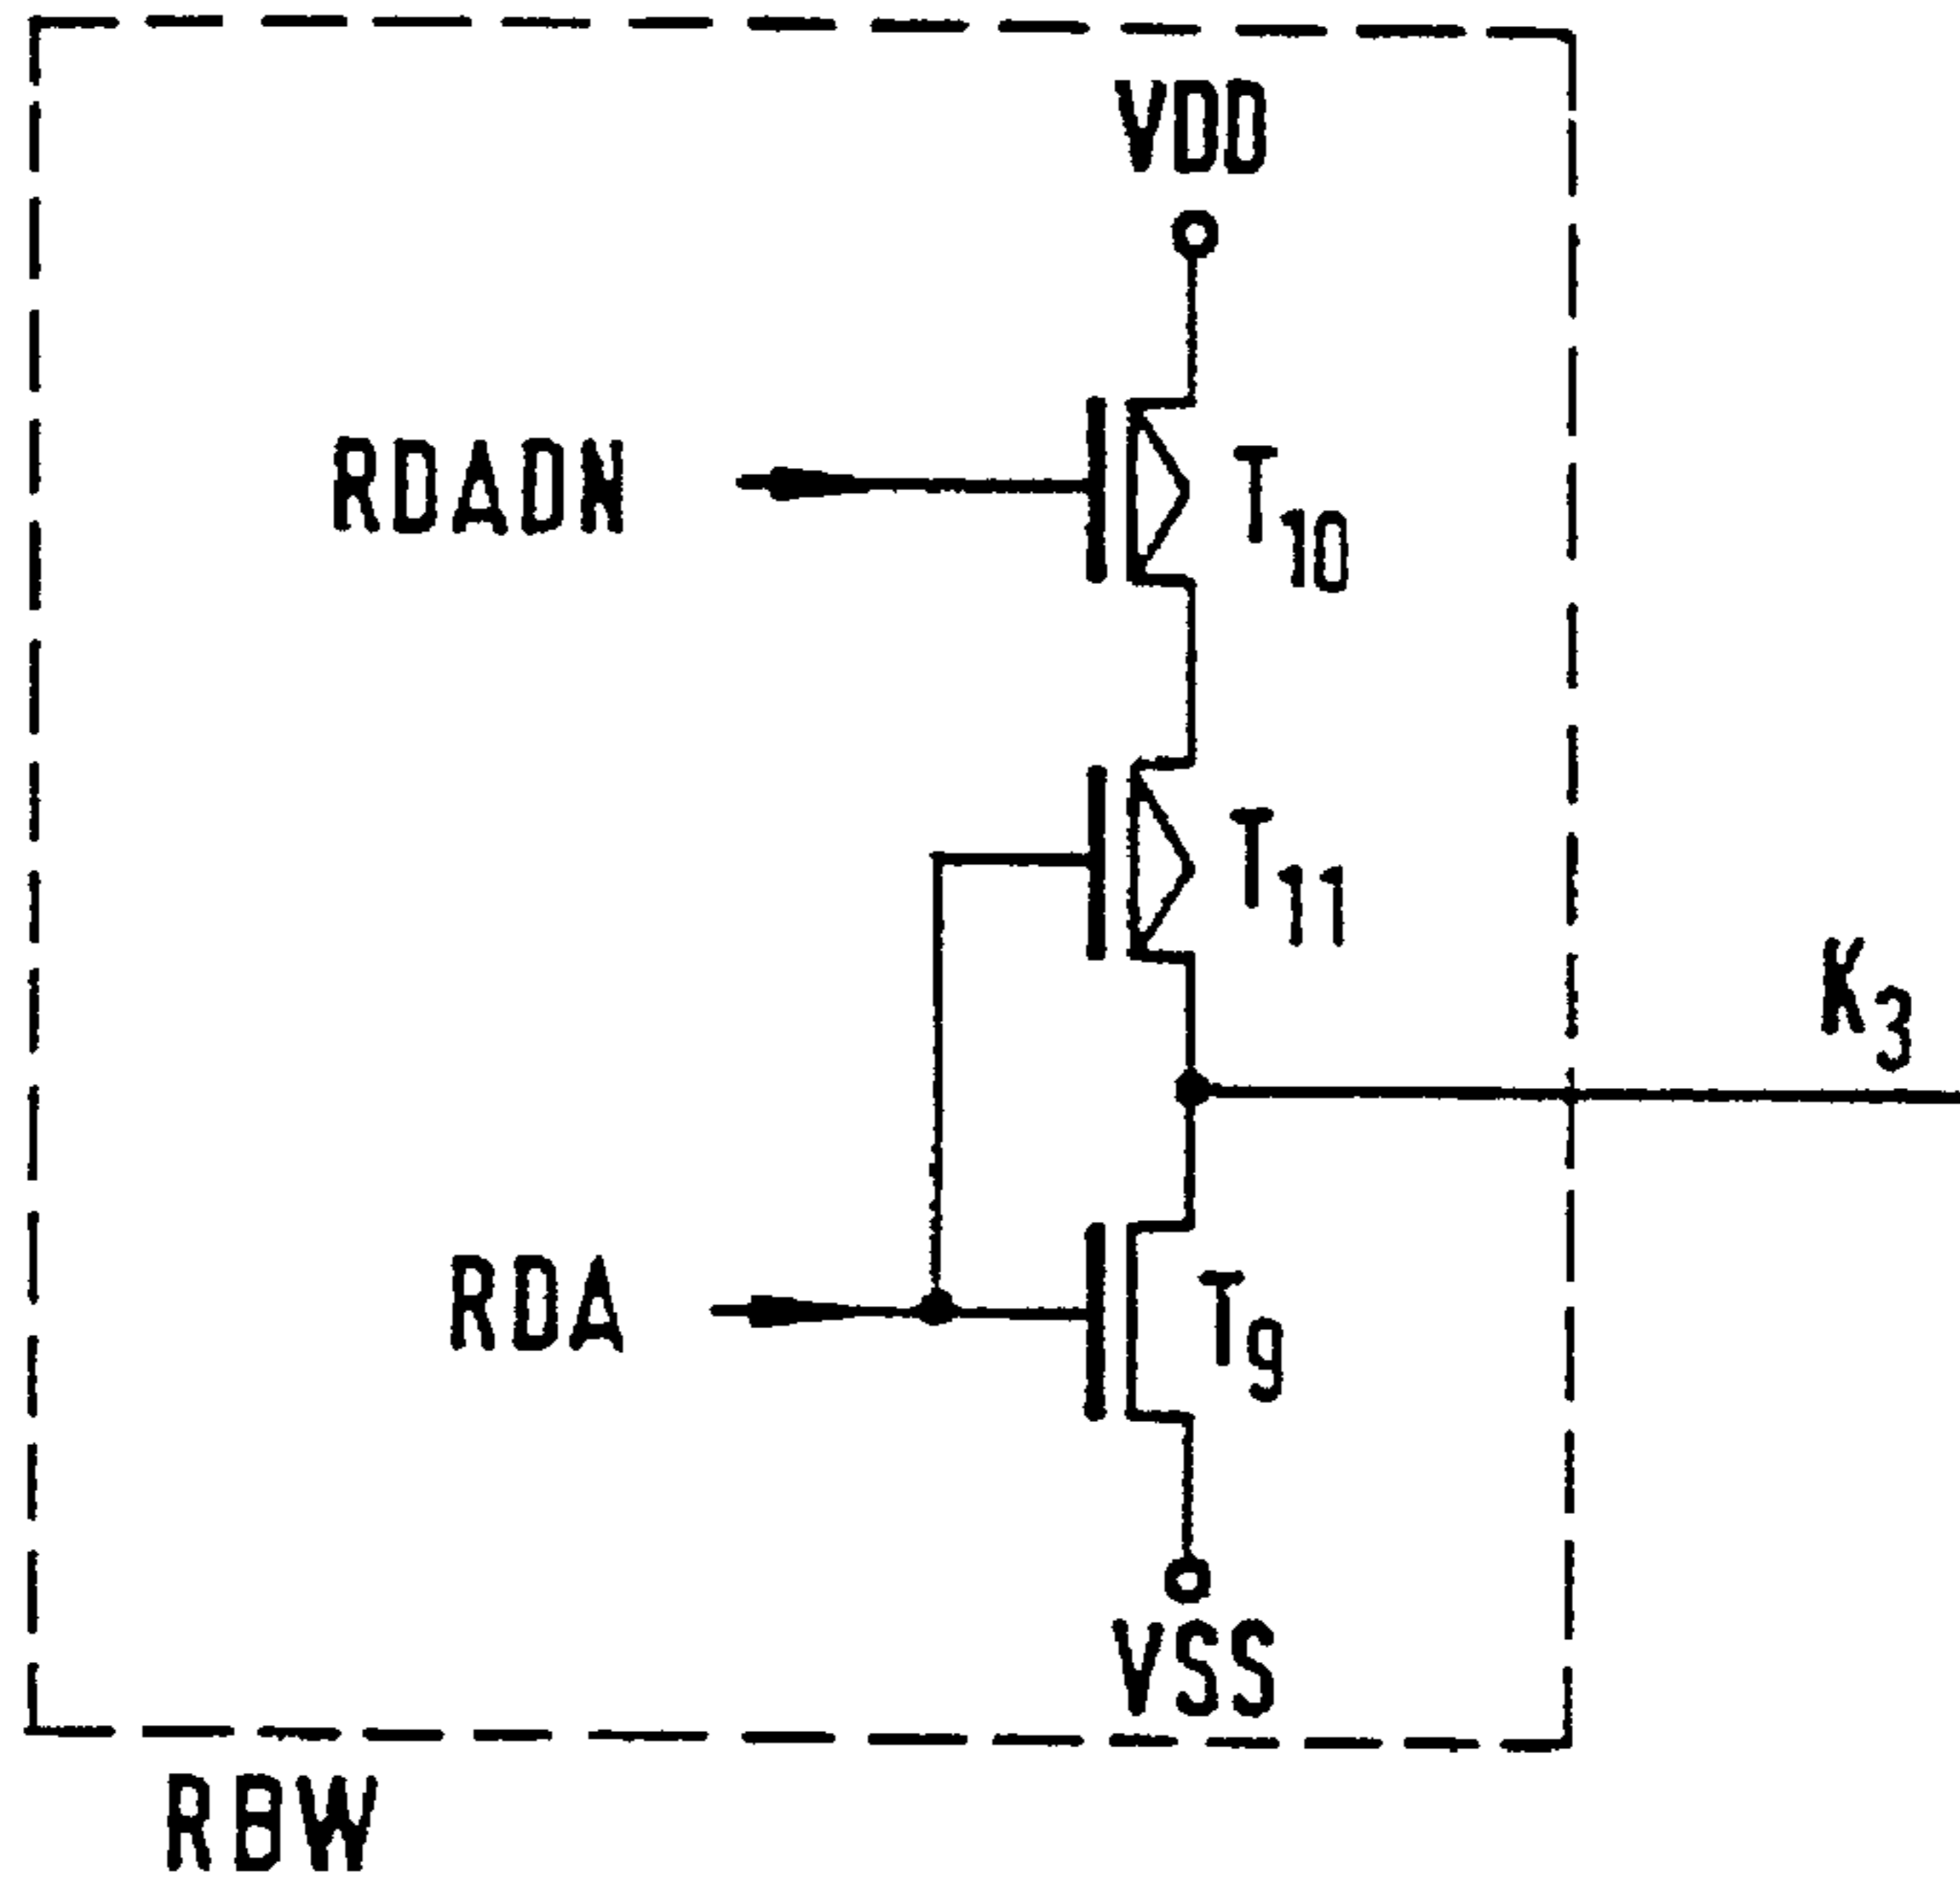 VDD
RDADN
T10
T11
K3
RDA
T9
VSS
RBW